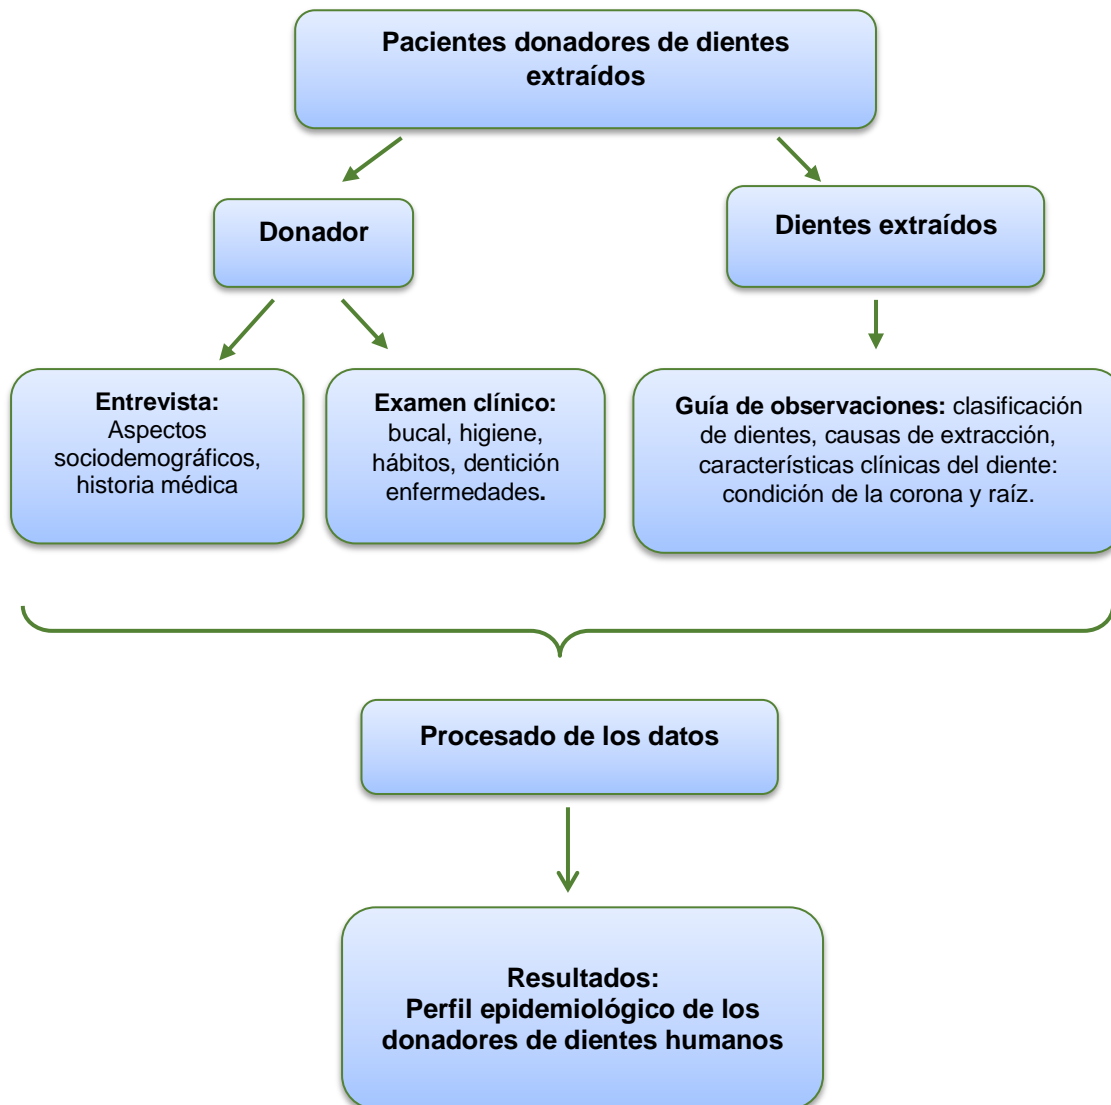 Pacientes donadores de dientes
extraídos
Donador
Dientes extraídos
Entrevista:
Aspectos
sociodemográficos,
historia médica
Examen clínico:
bucal, higiene,
hábitos, dentición
enfermedades.
Guía de observaciones: clasificación
de dientes, causas de extracción,
características clínicas del diente:
condición de la corona y raíz.
Procesado de los datos
Resultados:
Perfil epidemiológico de los
donadores de dientes humanos